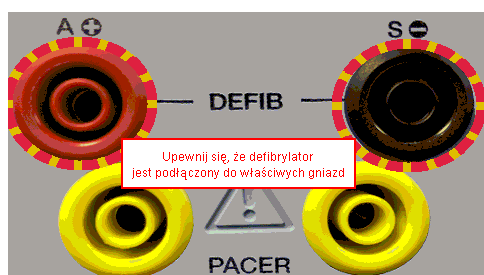 A + S −
DEFIB
Upewnij się, że defibrylator
jest podłączony do właściwych gniazd
PACER